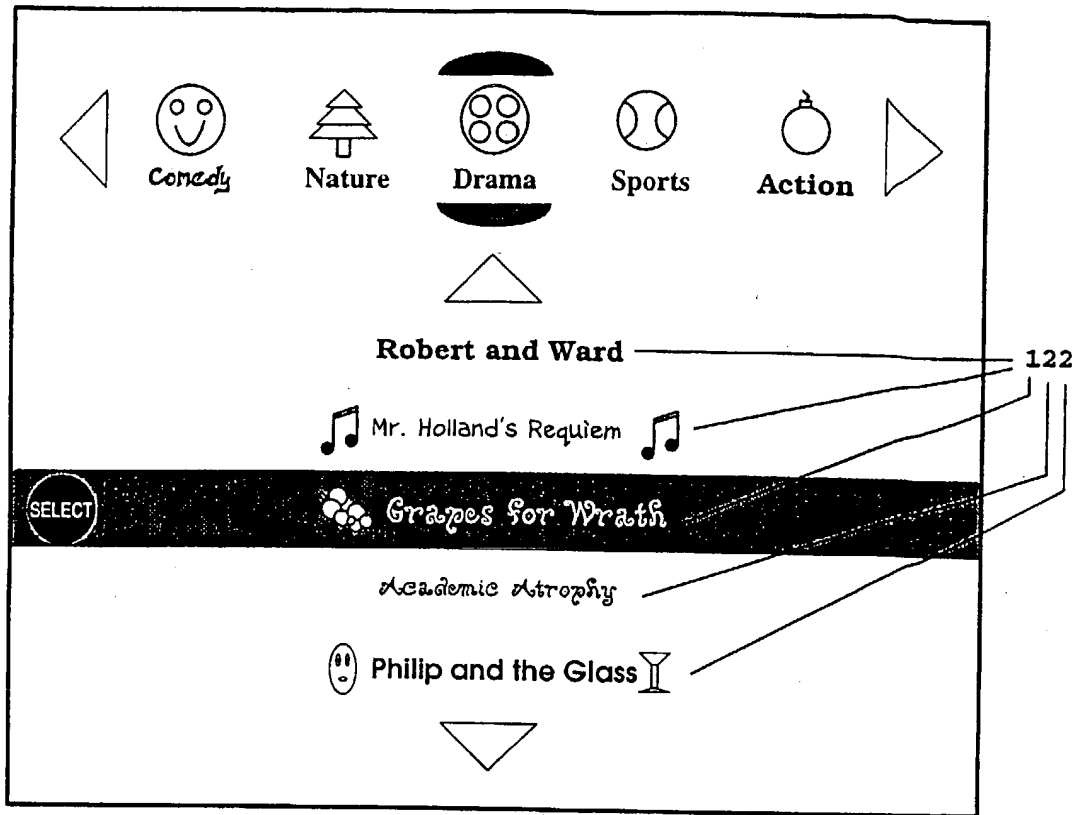 Comedy Nature Drama Sports Action
Robert and Ward
122
Mr. Holland's Requiem
SELECT Grapes for Wrath
Academic Atrophy
Philip and the Glass